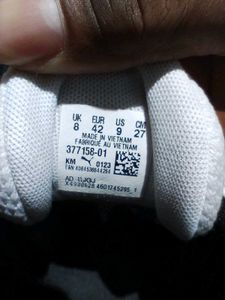 UK EUR US CM
8 42 9 27
MADE IN VIETNAM
FABRIQUÉ AU VIETNAM
377158-01
KM 0123